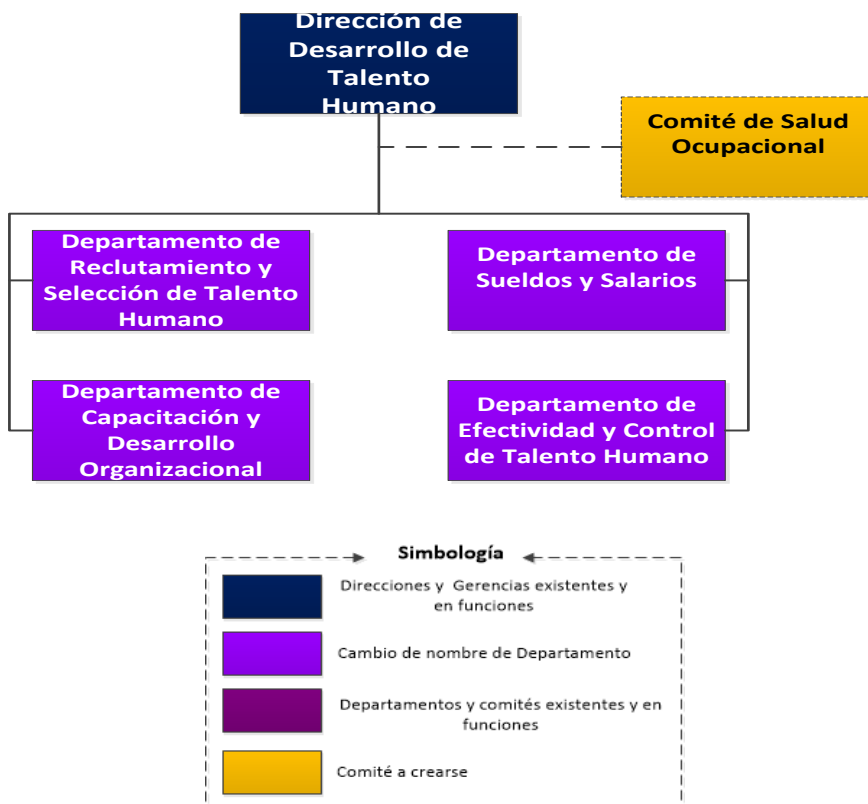 Dirección de
Desarrollo de
Talento
Humano
Comité de Salud
Ocupacional
Departamento de
Reclutamiento y
Selección de Talento
Humano
Departamento de
Sueldos y Salarios
Departamento de
Capacitación y
Desarrollo
Organizacional
Departamento de
Efectividad y Control
de Talento Humano
Simbología
Direcciones y Gerencias existentes y
en funciones
Cambio de nombre de Departamento
Departamentos y comités existentes y en
funciones
Comité a crearse